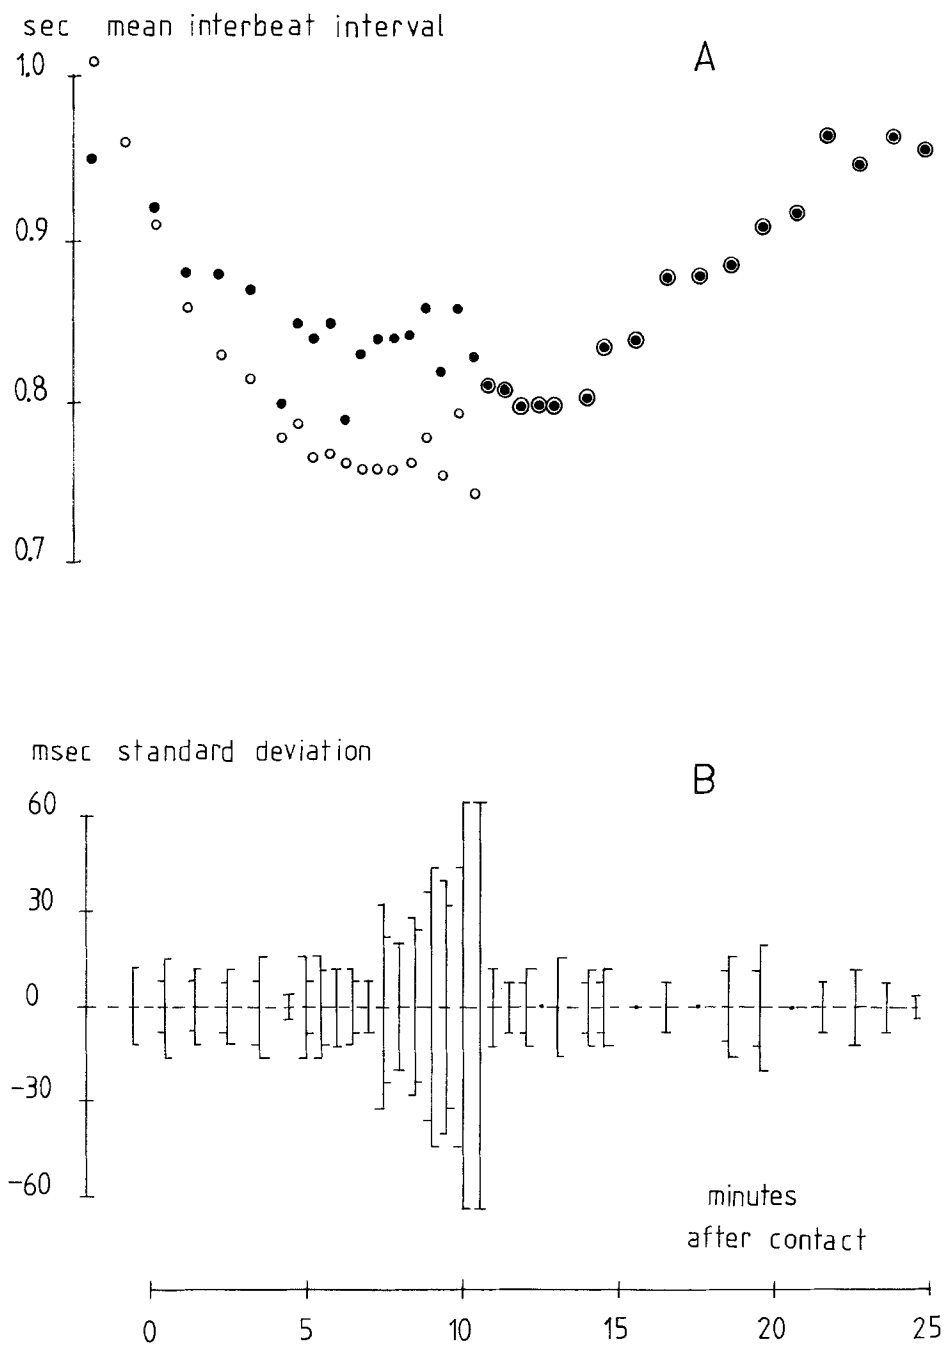 sec mean interbeat interval
A
1.0
0.9
0.8
0.7
msec standard deviation
B
60
30
0
-30
-60
minutes
after contact
0 5 10 15 20 25